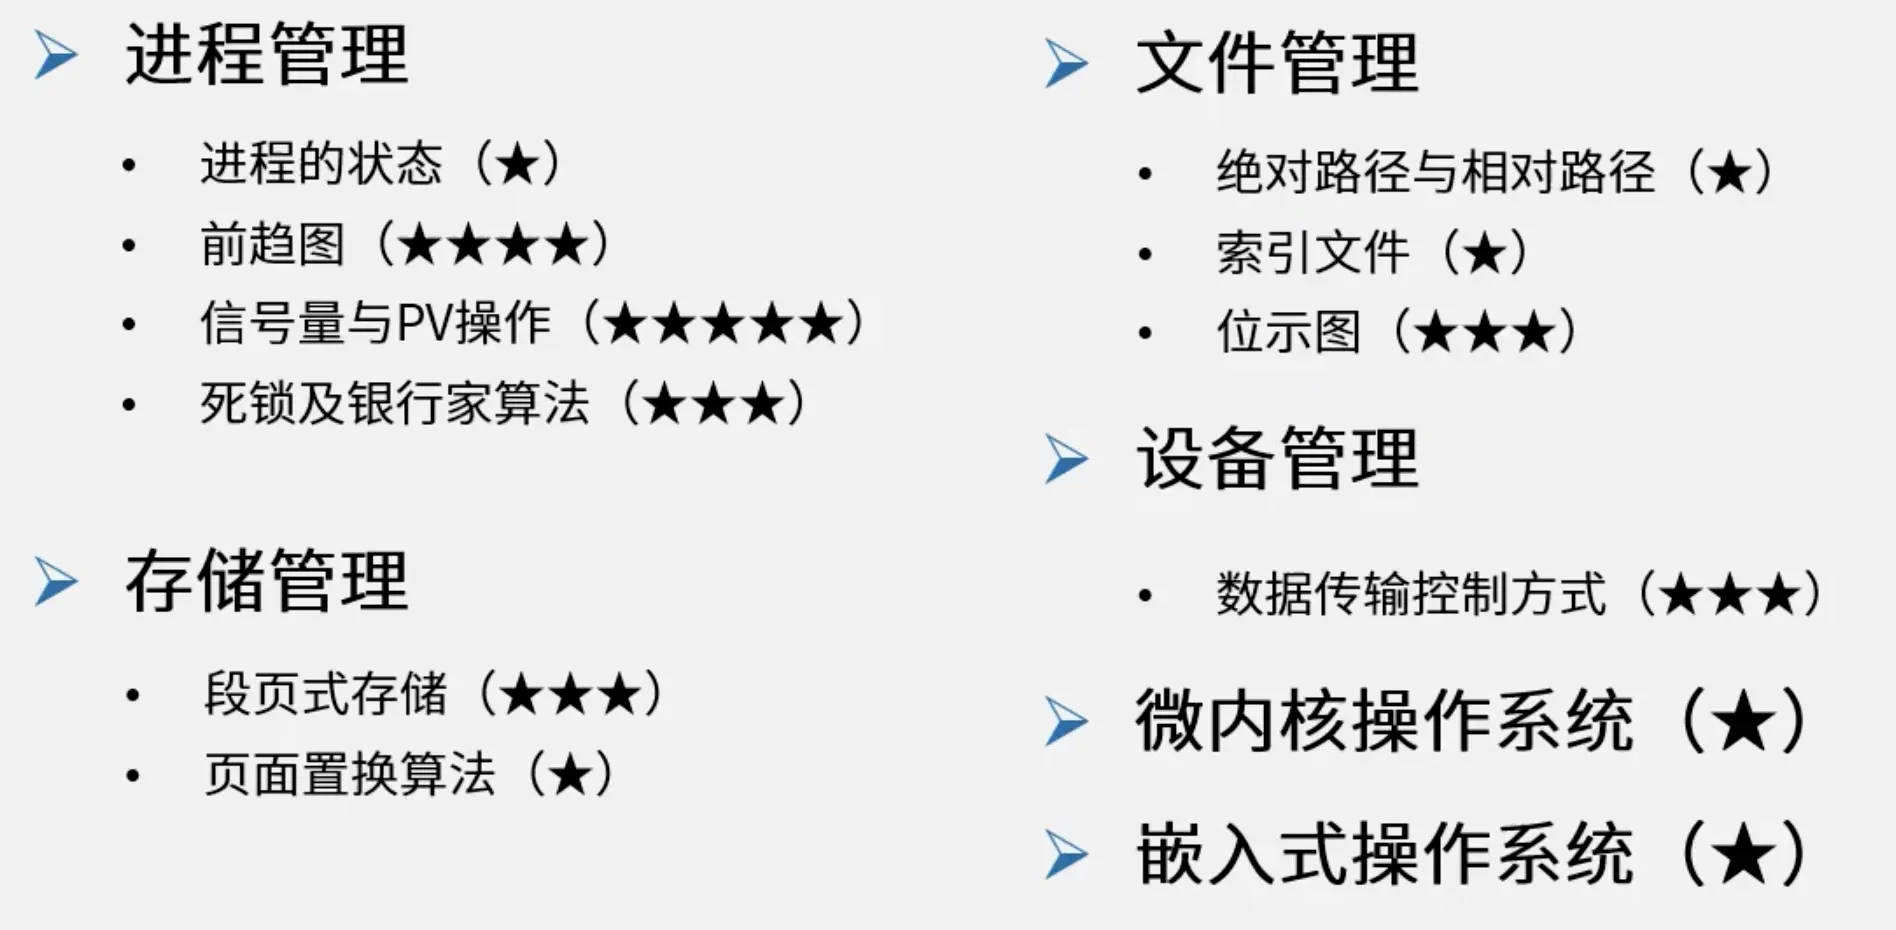 进程管理
进程的状态（★）
前趋图（★★★★）
信号量与PV操作（★★★★★）
死锁及银行家算法（★★★）
存储管理
段页式存储（★★★）
页面置换算法（★）
文件管理
绝对路径与相对路径（★）
索引文件（★）
位示图（★★★）
设备管理
数据传输控制方式（★★★）
微内核操作系统（★）
嵌入式操作系统（★）